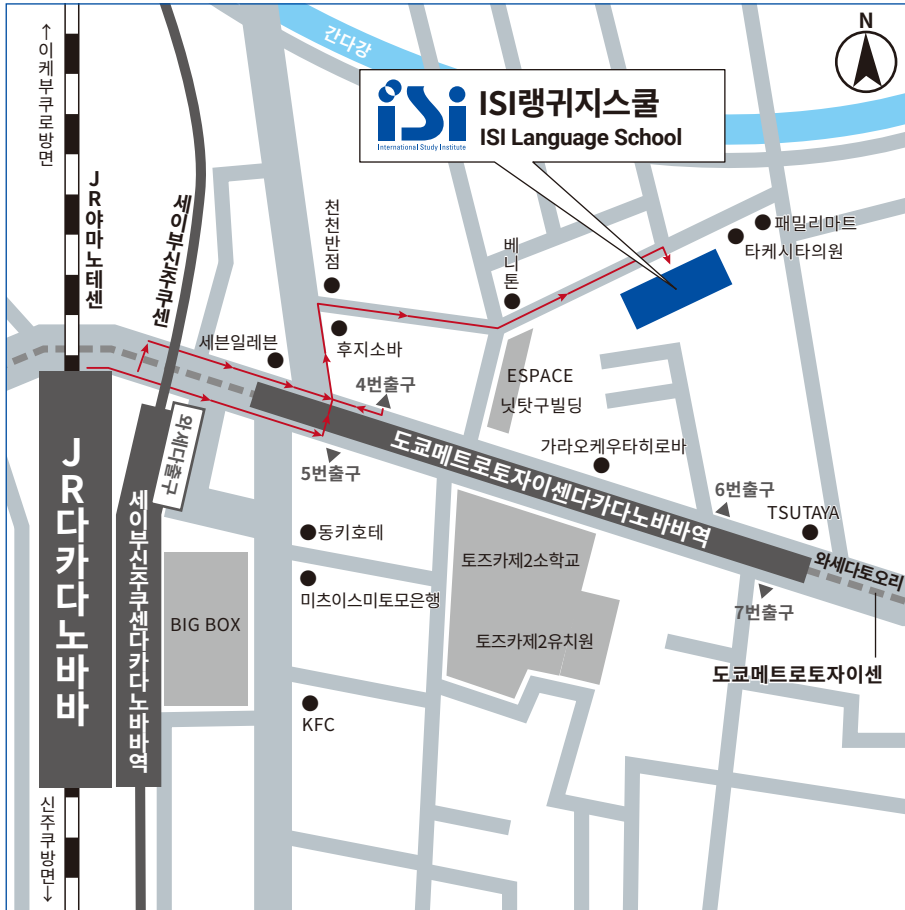 ↑이케부쿠로방면
JR야마노테센
세이부신주쿠센
간다강
N
iSi
International Study Institute
ISI랭귀지스쿨
ISI Language School
천천반점
베니톤
패밀리마트
타케시타의원
세븐일레븐
후지소바
4번출구
ESPACE
닛탓구빌딩
와세다출구
5번출구
도쿄메트로토자이센다카다노바바역
가라오케우타히로바
6번출구
TSUTAYA
JR다카다노바바
세이부신주쿠센다카다노바바역
동키호테
토즈카제2소학교
와세다토오리
미츠이스미토모은행
7번출구
BIG BOX
토즈카제2유치원
도쿄메트로토자이센
KFC
신주쿠방면↓